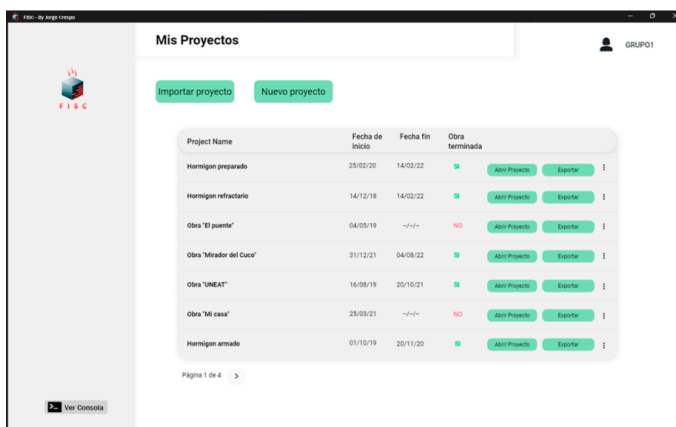 FISC - By Jorge Crespo
Mis Proyectos
GRUPO1
FISC
Importar proyecto Nuevo proyecto
Project Name Fecha de inicio Fecha fin Obra terminada
Hormigon preparado 25/02/20 14/02/22 SI Abrir Proyecto Exportar
Hormigon refractario 14/12/18 14/02/22 SI Abrir Proyecto Exportar
Obra "El puente" 04/05/19 --/--/-- NO Abrir Proyecto Exportar
Obra "Mirador del Cuco" 31/12/21 04/08/22 SI Abrir Proyecto Exportar
Obra "UNEAT" 16/08/19 20/10/21 SI Abrir Proyecto Exportar
Obra "Mi casa" 25/03/21 --/--/-- NO Abrir Proyecto Exportar
Hormigon armado 01/10/19 20/11/20 SI Abrir Proyecto Exportar
Página 1 de 4 >
Ver Consola